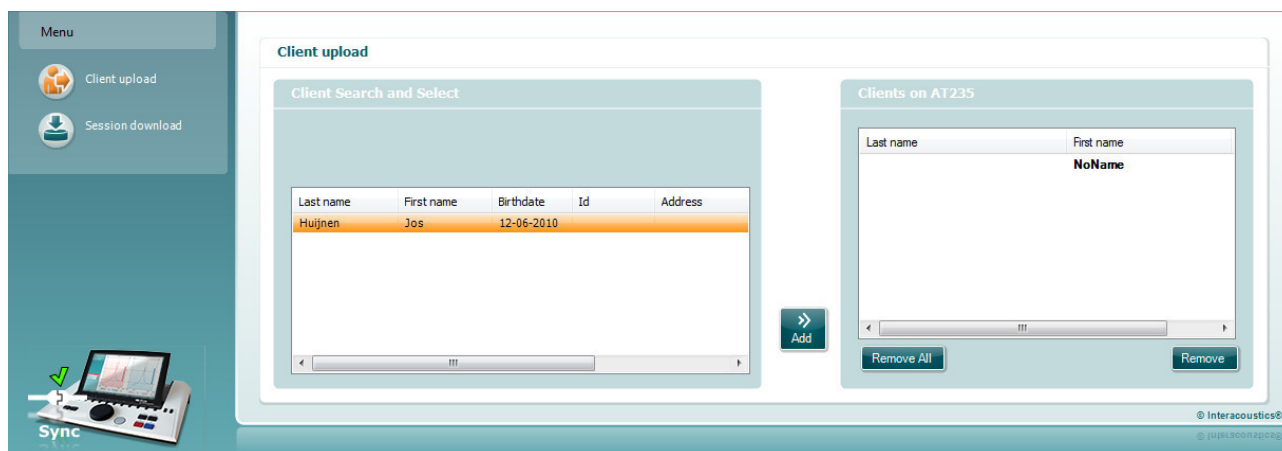 Menu
Client upload
Session download
Sync
Client upload
Client Search and Select
Last name First name Birthdate Id Address
Huijnen Jos 12-06-2010
Add
Clients on AT235
Last name First name
NoName
Remove All Remove
© Interacoustics®